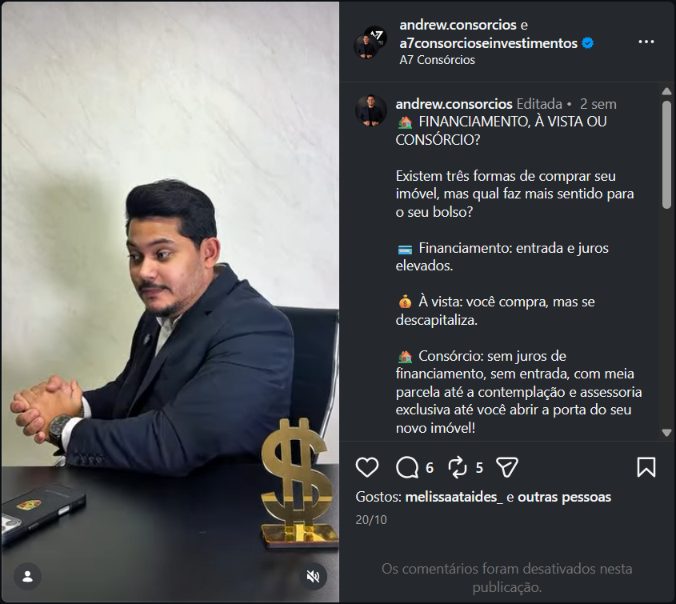 andrew.consorcios e
a7consorcioseinvestimentos
A7 Consórcios
andrew.consorcios Editada • 2 sem
🏠 FINANCIAMENTO, À VISTA OU
CONSÓRCIO?
Existem três formas de comprar seu
imóvel, mas qual faz mais sentido para
o seu bolso?
💳 Financiamento: entrada e juros
elevados.
💰 À vista: você compra, mas se
descapitaliza.
🏠 Consórcio: sem juros de
financiamento, sem entrada, com meia
parcela até a contemplação e assessoria
exclusiva até você abrir a porta do seu
novo imóvel!
6 5
Gostos: melissaataides_ e outras pessoas
20/10
Os comentários foram desativados nesta
publicação.